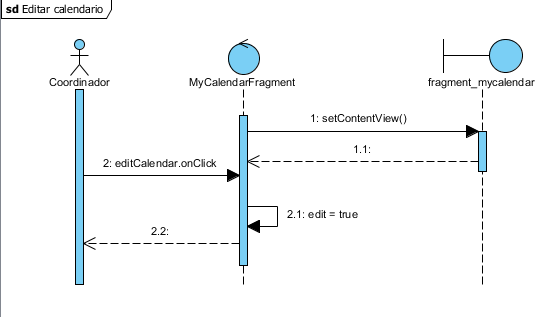 sd Editar calendario
Coordinador
MyCalendarFragment
fragment_mycalendar
1: setContentView()
1.1:
2: editCalendar.onClick
2.1: edit = true
2.2: